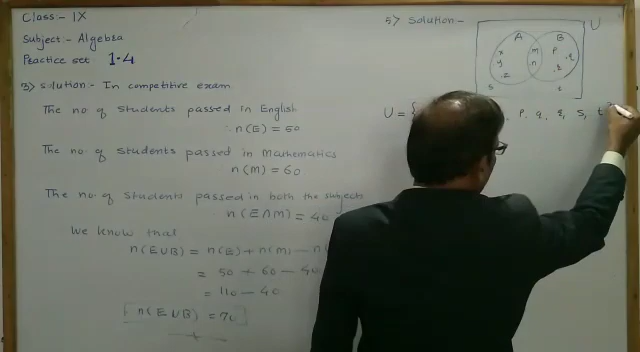 Class:- IX
Subject:- Algebra
Practice set 1.4
3) Solution:- In competitive exam
The no of students passed in English
∴ n(E) = 50
The no of students passed in Mathematics
n(M) = 60
The no of students passed in both the subjects
n(E∩M) = 40
We know that
n(E∪B) = n(E) + n(M) - n(
= 50 + 60 - 40
= 110 - 40
n(E∪B) = 70
5) Solution -
U
A B
x m p
y n q
z r
s t
U = { , p, q, r, s, t